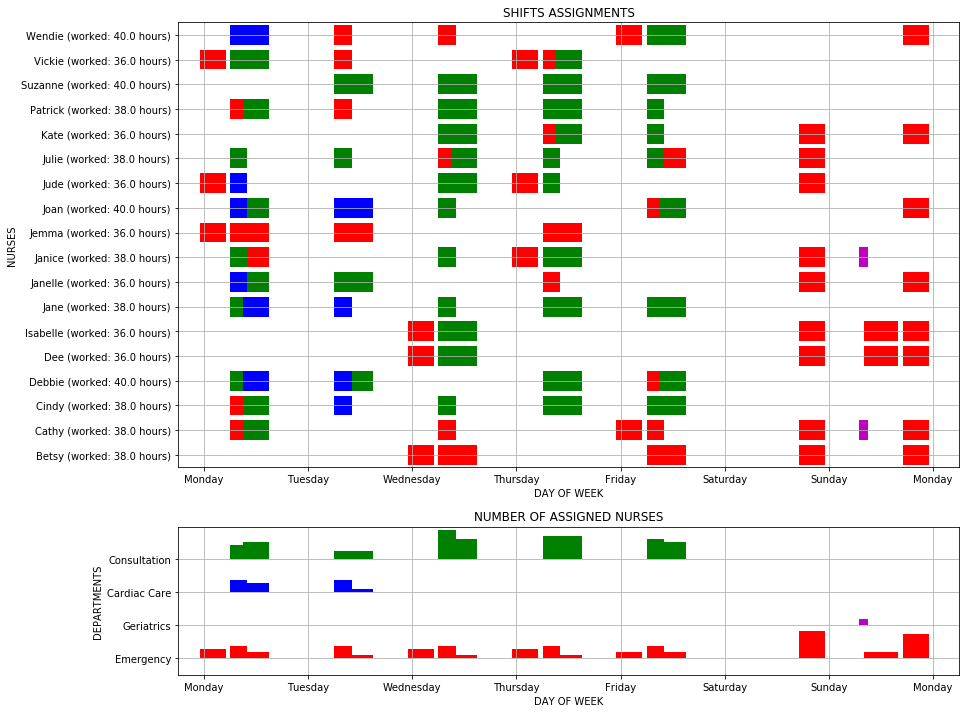 SHIFTS ASSIGNMENTS
Wendie (worked: 40.0 hours)
Vickie (worked: 36.0 hours)
Suzanne (worked: 40.0 hours)
Patrick (worked: 38.0 hours)
Kate (worked: 36.0 hours)
Julie (worked: 38.0 hours)
Jude (worked: 36.0 hours)
Joan (worked: 40.0 hours)
Jemma (worked: 36.0 hours)
Janice (worked: 38.0 hours)
Janelle (worked: 36.0 hours)
Jane (worked: 38.0 hours)
Isabelle (worked: 36.0 hours)
Dee (worked: 36.0 hours)
Debbie (worked: 40.0 hours)
Cindy (worked: 38.0 hours)
Cathy (worked: 38.0 hours)
Betsy (worked: 38.0 hours)
NURSES
Monday Tuesday Wednesday Thursday Friday Saturday Sunday Monday
DAY OF WEEK
NUMBER OF ASSIGNED NURSES
Consultation
Cardiac Care
Geriatrics
Emergency
DEPARTMENTS
Monday Tuesday Wednesday Thursday Friday Saturday Sunday Monday
DAY OF WEEK